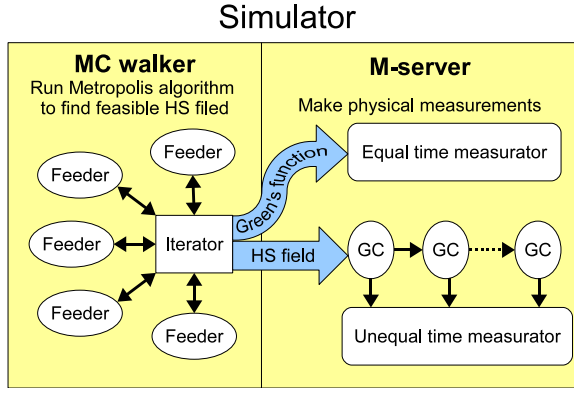 Simulator
MC walker
Run Metropolis algorithm
to find feasible HS filed
Feeder
Feeder
Feeder
Feeder
Feeder
Iterator
Green's function
HS field
M-server
Make physical measurements
Equal time measurator
GC
GC
GC
Unequal time measurator